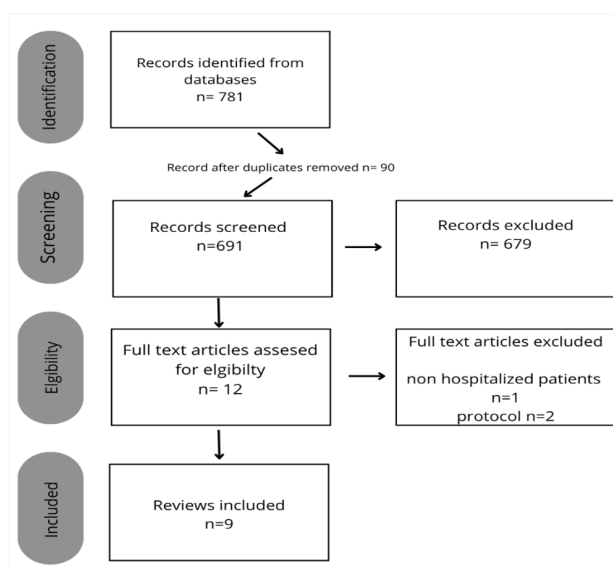 Identification
Records identified from
databases
n= 781
Record after duplicates removed n= 90
Screening
Records screened
n=691
Records excluded
n= 679
Elgibility
Full text articles assesed
for elgibilty
n= 12
Full text articles excluded
non hospitalized patients
n=1
protocol n=2
Included
Reviews included
n=9